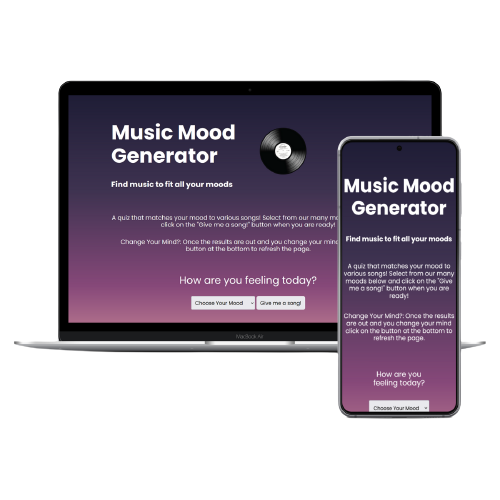 Music Mood
Generator
Find music to fit all your moods
A quiz that matches your mood to various songs! Select from our many mo
click on the "Give me a song!" button when you are ready!
Change Your Mind?: Once the results are out and you change your mind
button at the bottom to refresh the page.
How are you feeling today?
Choose Your Mood
Give me a song!
MacBook Air
Music Mood
Generator
Find music to fit all your moods
A quiz that matches your mood to
various songs! Select from our many
moods below and click on the "Give
me a song!" button when you are
ready!
Change Your Mind?: Once the results
are out and you change your mind
click on the button at the bottom to
refresh the page.
How are you
feeling today?
Choose Your Mood